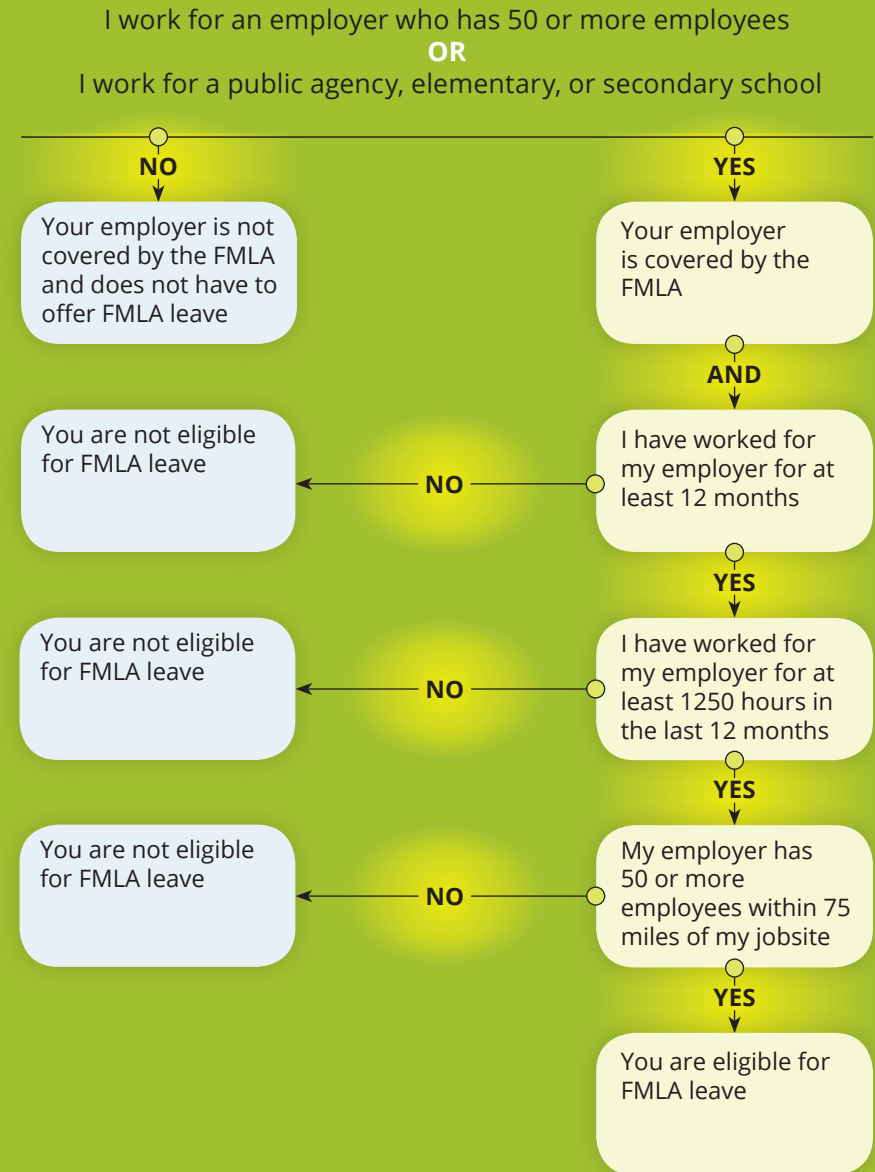 I work for an employer who has 50 or more employees
OR
I work for a public agency, elementary, or secondary school
NO
YES
Your employer is not
covered by the FMLA
and does not have to
offer FMLA leave
Your employer
is covered by the
FMLA
AND
You are not eligible
for FMLA leave
NO
I have worked for
my employer for at
least 12 months
YES
You are not eligible
for FMLA leave
NO
I have worked for
my employer for at
least 1250 hours in
the last 12 months
YES
You are not eligible
for FMLA leave
NO
My employer has
50 or more
employees within 75
miles of my jobsite
YES
You are eligible for
FMLA leave